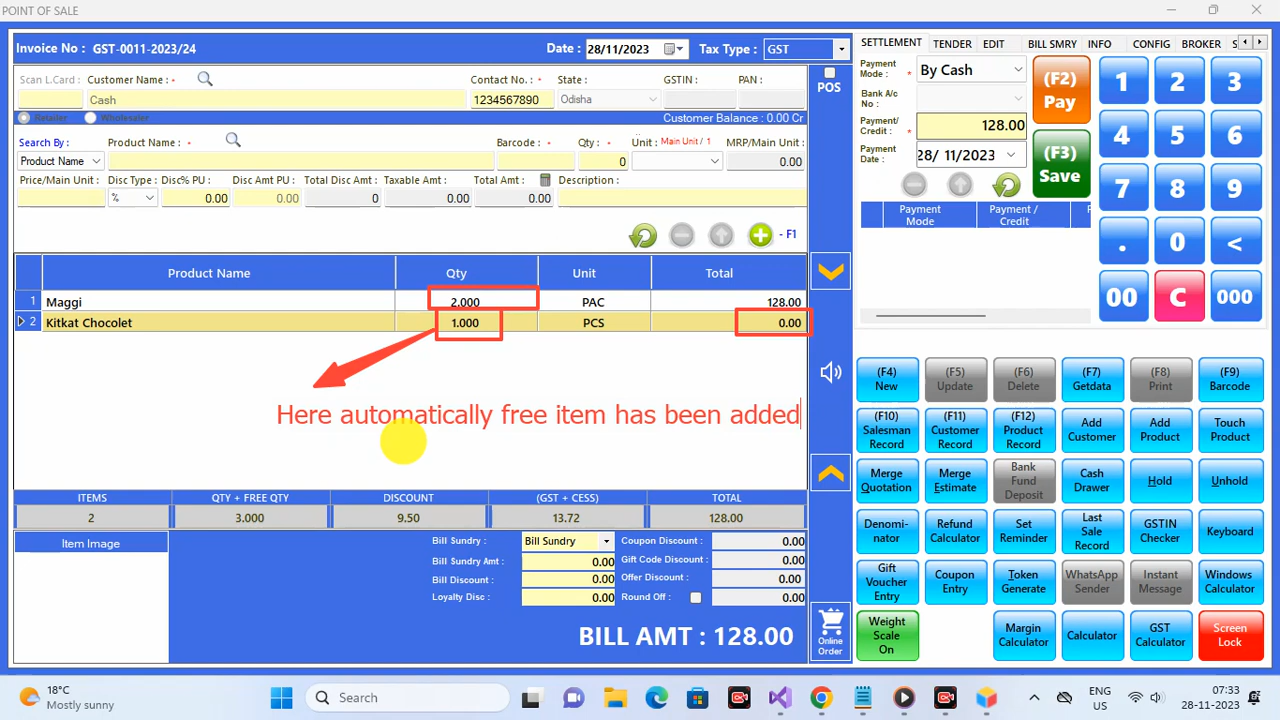 POINT OF SALE
Invoice No : GST-0011-2023/24
Date : 28/11/2023
Tax Type : GST
Scan L.Card : Customer Name : *
Contact No. : *
State :
GSTIN :
PAN :
Cash
1234567890
Odisha
POS
Retailer
Wholesaler
Customer Balance : 0.00 Cr
Search By : Product Name : *
Barcode : *
Qty : *
Unit : Main Unit / 1
MRP/Main Unit :
Product Name
0
0.00
Price/Main Unit : Disc Type : Disc% PU : Disc Amt PU : Total Disc Amt : Taxable Amt : Total Amt : Description :
% 0.00 0.00 0 0.00 0.00
- F1
Product Name Qty Unit Total
1 Maggi 2.000 PAC 128.00
2 Kitkat Chocolet 1.000 PCS 0.00
Here automatically free item has been added
ITEMS QTY + FREE QTY DISCOUNT (GST + CESS) TOTAL
2 3.000 9.50 13.72 128.00
Item Image
Bill Sundry : Bill Sundry Coupon Discount : 0.00
Bill Sundry Amt : 0.00 Gift Code Discount : 0.00
Bill Discount : 0.00 Offer Discount : 0.00
Loyalty Disc : 0.00 Round Off : 0.00
BILL AMT : 128.00
Online
Order
SETTLEMENT TENDER EDIT BILL SMRY INFO CONFIG BROKER S
Payment
Mode : * By Cash
Bank A/c
No :
Payment/
Credit : * 128.00
Payment
Date : 28/ 11/2023
(F2)
Pay
(F3)
Save
Payment
Mode
Payment /
Credit
1 2 3
4 5 6
7 8 9
. 0 <
00 C 000
(F4)
New
(F5)
Update
(F6)
Delete
(F7)
Getdata
(F8)
Print
(F9)
Barcode
(F10)
Salesman
Record
(F11)
Customer
Record
(F12)
Product
Record
Add
Customer
Add
Product
Touch
Product
Merge
Quotation
Merge
Estimate
Bank
Fund
Deposit
Cash
Drawer
Hold
Unhold
Denomi-
nator
Refund
Calculator
Set
Reminder
Last
Sale
Record
GSTIN
Checker
Keyboard
Gift
Voucher
Entry
Coupon
Entry
Token
Generate
WhatsApp
Sender
Instant
Message
Windows
Calculator
Weight
Scale
On
Margin
Calculator
Calculator
GST
Calculator
Screen
Lock
18°C
Mostly sunny
Search
ENG
US
07:33
28-11-2023